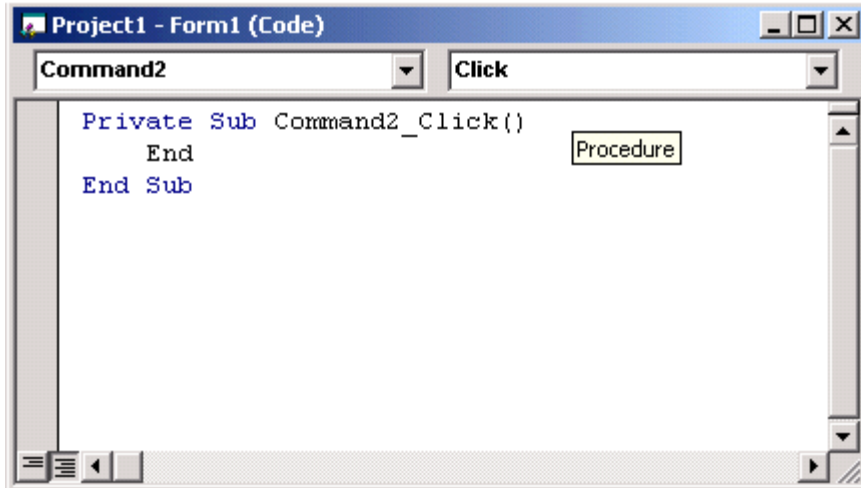 Project1 - Form1 (Code)
Command2 Click
Private Sub Command2_Click()
Procedure
End
End Sub